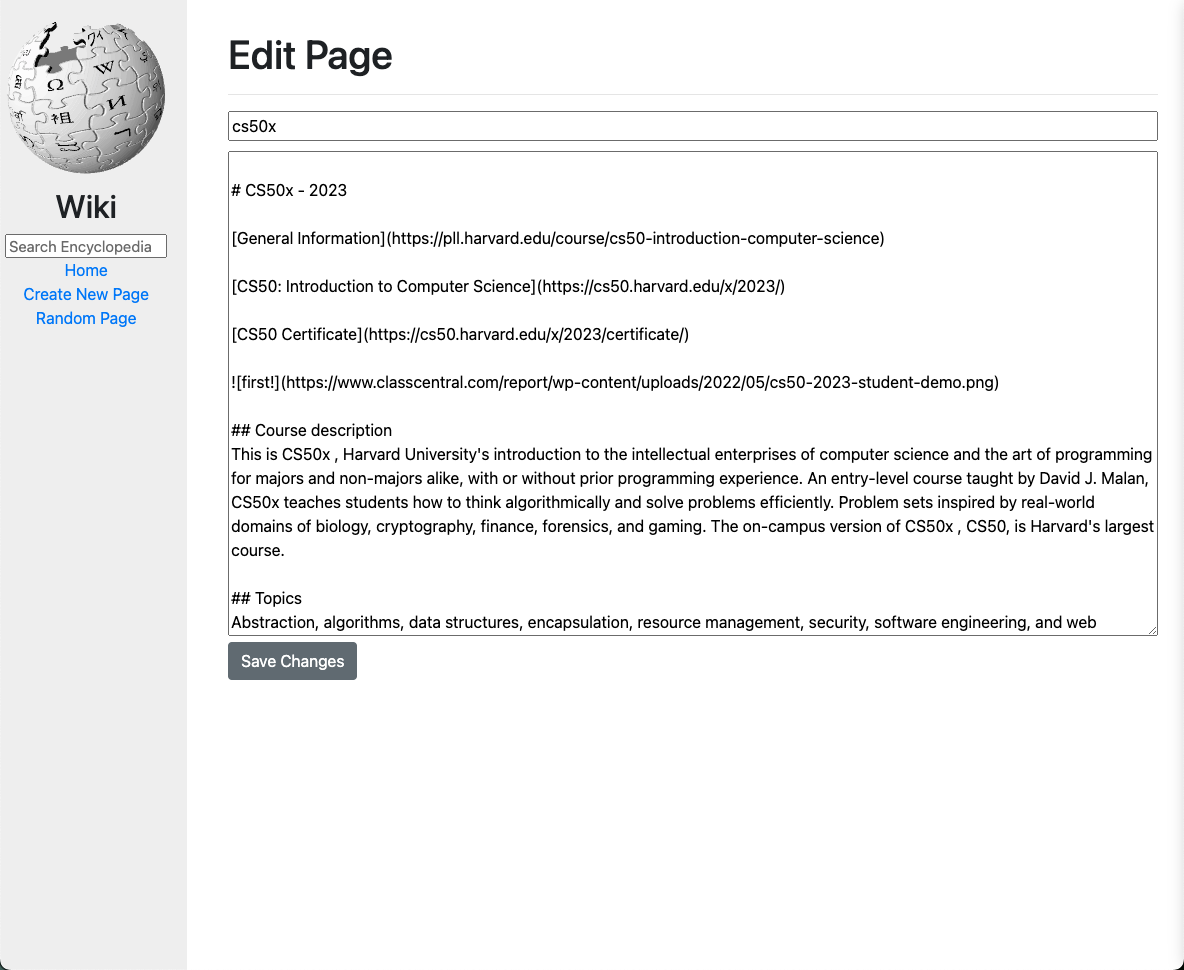 Ω
W
И
祖
Wiki
Search Encyclopedia
Home
Create New Page
Random Page
Edit Page
cs50x
# CS50x - 2023
[General Information](https://pll.harvard.edu/course/cs50-introduction-computer-science)
[CS50: Introduction to Computer Science](https://cs50.harvard.edu/x/2023/)
[CS50 Certificate](https://cs50.harvard.edu/x/2023/certificate/)
![first!](https://www.classcentral.com/report/wp-content/uploads/2022/05/cs50-2023-student-demo.png)
## Course description
This is CS50x , Harvard University's introduction to the intellectual enterprises of computer science and the art of programming
for majors and non-majors alike, with or without prior programming experience. An entry-level course taught by David J. Malan,
CS50x teaches students how to think algorithmically and solve problems efficiently. Problem sets inspired by real-world
domains of biology, cryptography, finance, forensics, and gaming. The on-campus version of CS50x , CS50, is Harvard's largest
course.
## Topics
Abstraction, algorithms, data structures, encapsulation, resource management, security, software engineering, and web
Save Changes